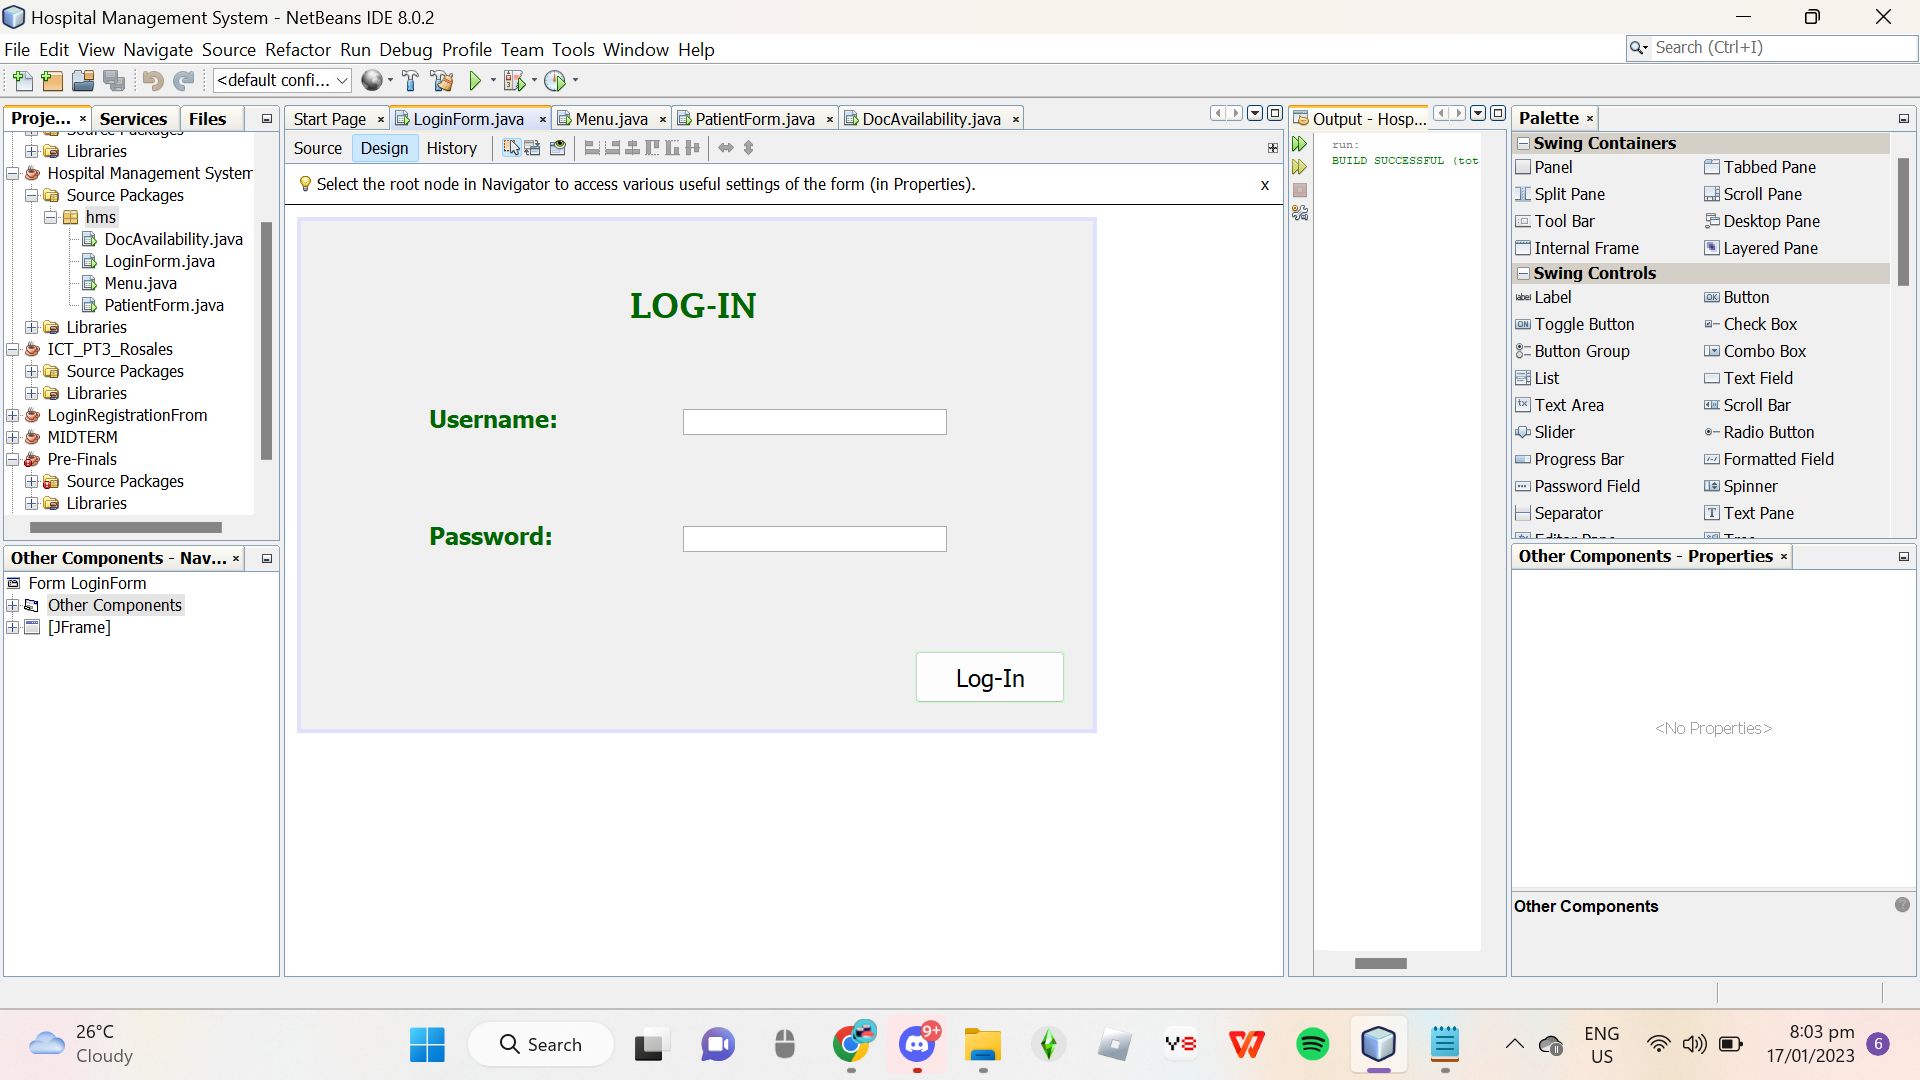 Hospital Management System - NetBeans IDE 8.0.2
File Edit View Navigate Source Refactor Run Debug Profile Team Tools Window Help
Search (Ctrl+I)
<default confi...
Proje... × Services Files
Source Packages
Libraries
Hospital Management System
Source Packages
hms
DocAvailability.java
LoginForm.java
Menu.java
PatientForm.java
Libraries
ICT_PT3_Rosales
Source Packages
Libraries
LoginRegistrationFrom
MIDTERM
Pre-Finals
Source Packages
Libraries
Other Components - Nav... ×
Form LoginForm
Other Components
[JFrame]
Start Page × LoginForm.java × Menu.java × PatientForm.java × DocAvailability.java ×
Source Design History
Select the root node in Navigator to access various useful settings of the form (in Properties). x
LOG-IN
Username:
Password:
Log-In
Output - Hosp...
run:
BUILD SUCCESSFUL (tot
Palette ×
Swing Containers
Panel Tabbed Pane
Split Pane Scroll Pane
Tool Bar Desktop Pane
Internal Frame Layered Pane
Swing Controls
label Label OK Button
ON Toggle Button Check Box
Button Group Combo Box
List Text Field
Text Area Scroll Bar
Slider Radio Button
Progress Bar Formatted Field
Password Field Spinner
Separator Text Pane
Editor Pane Tree
Other Components - Properties ×
<No Properties>
Other Components
26°C
Cloudy
Search
9+
Y8
ENG
US
8:03 pm
17/01/2023
6